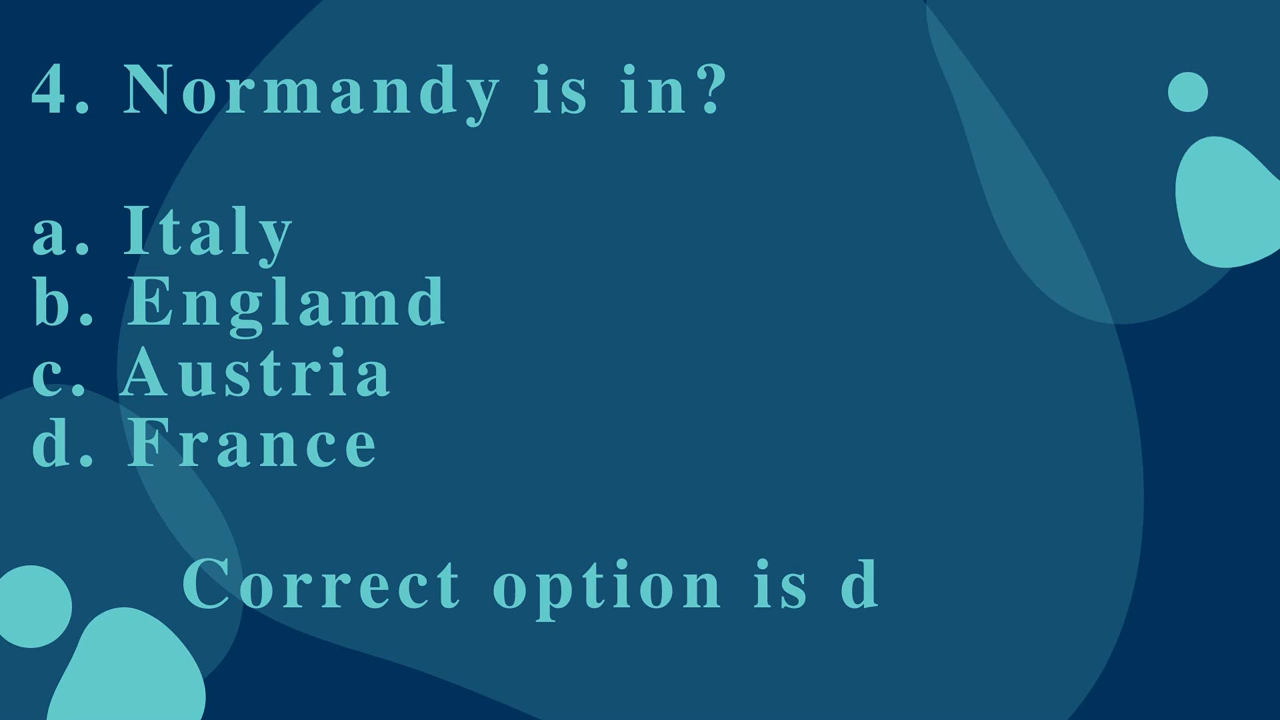 4. Normandy is in?
a. Italy
b. Englamd
c. Austria
d. France
Correct option is d